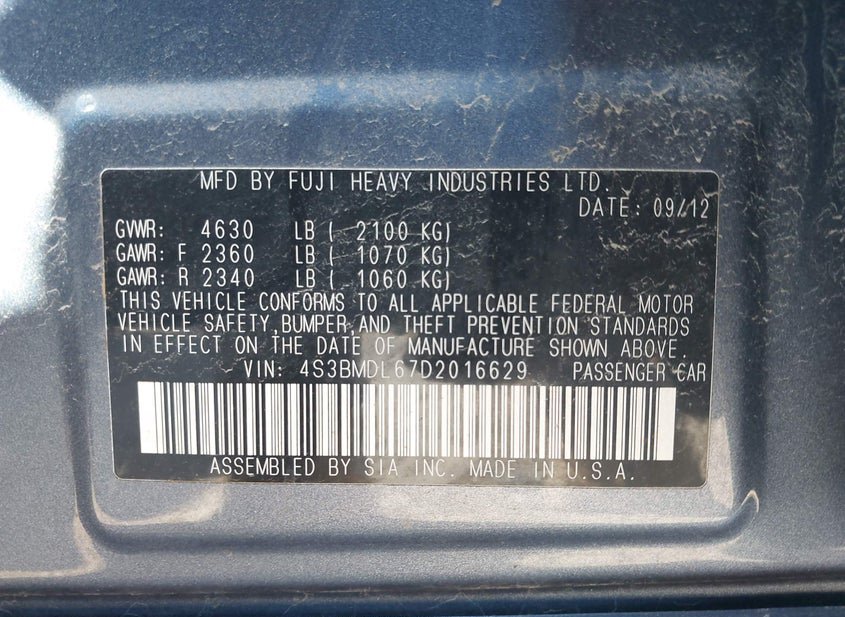 MFD BY FUJI HEAVY INDUSTRIES LTD.
DATE: 09/12
GVWR: 4630 LB ( 2100 KG)
GAWR: F 2360 LB ( 1070 KG)
GAWR: R 2340 LB ( 1060 KG)
THIS VEHICLE CONFORMS TO ALL APPLICABLE FEDERAL MOTOR
VEHICLE SAFETY,BUMPER,AND THEFT PREVENTION STANDARDS
IN EFFECT ON THE DATE OF MANUFACTURE SHOWN ABOVE.
VIN: 4S3BMDL67D2016629 PASSENGER CAR
ASSEMBLED BY SIA INC. MADE IN U.S.A.